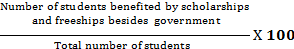 Number of students benefited by scholarships
and freeships besides government
X 100
Total number of students